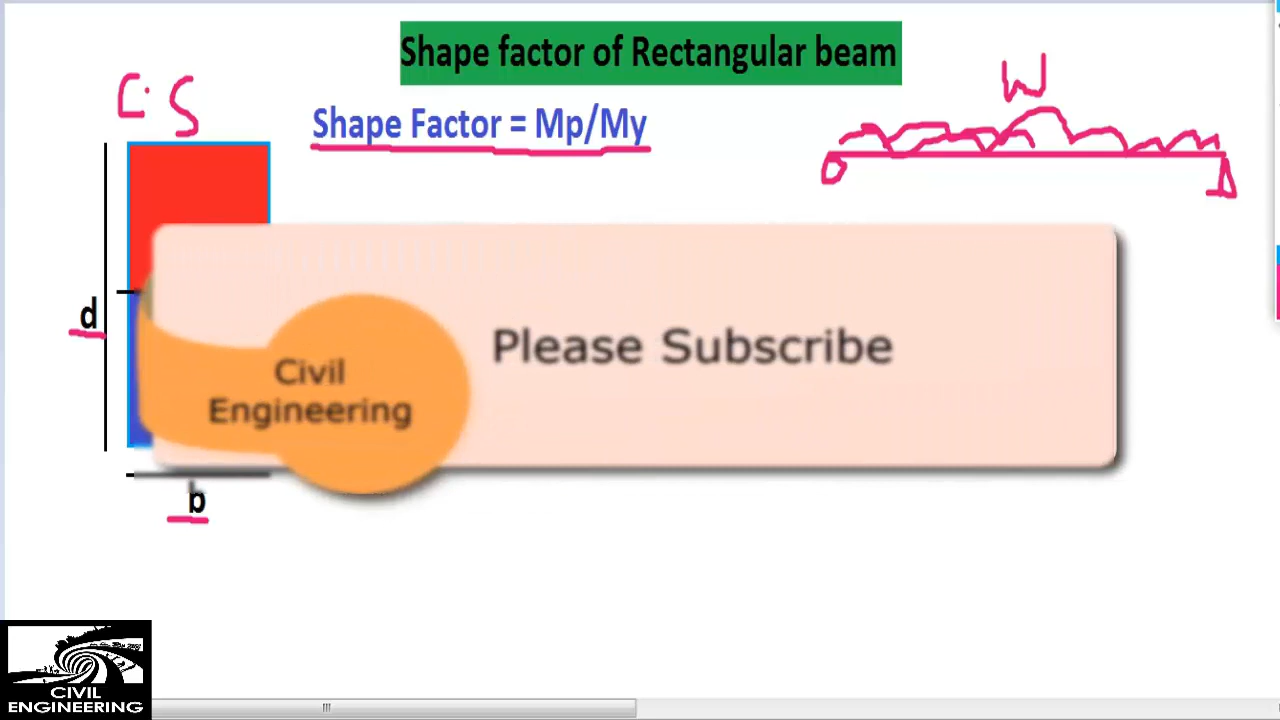 Shape factor of Rectangular beam
C.S
Shape Factor = Mp/My
W
d
Please Subscribe
Civil
Engineering
b
CIVIL
ENGINEERING